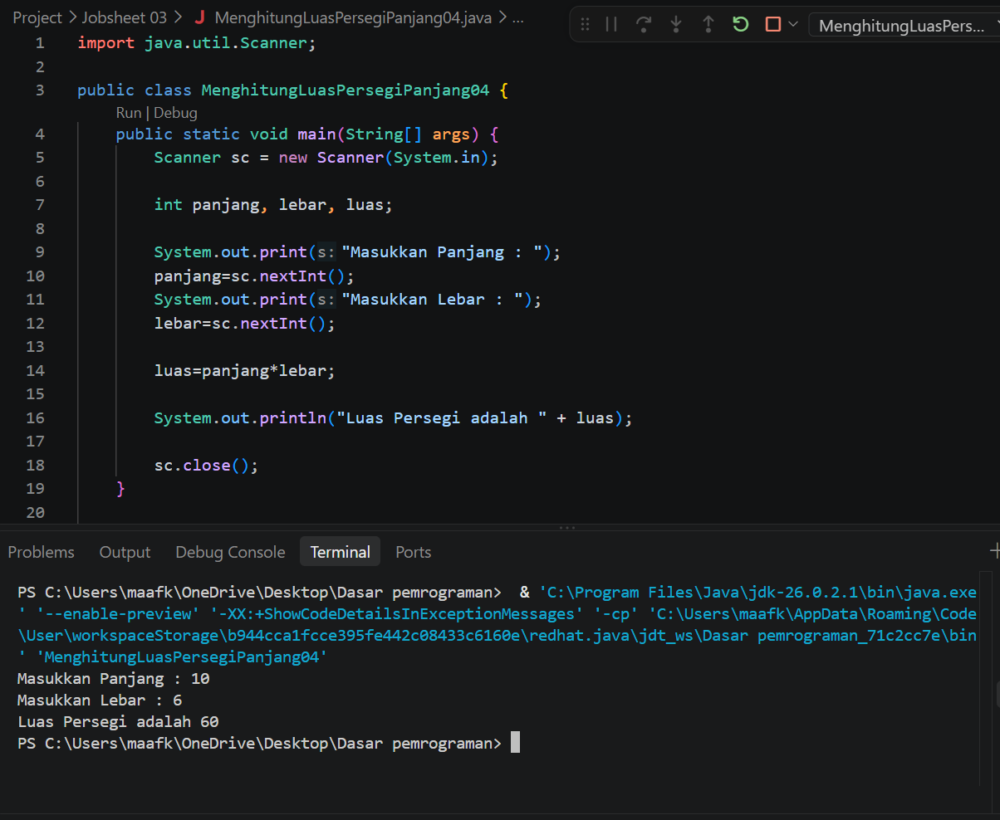 Project > Jobsheet 03 > J MenghitungLuasPersegiPanjang04.java > ...
MenghitungLuasPers...
1 import java.util.Scanner;
2
3 public class MenghitungLuasPersegiPanjang04 {
Run | Debug
4 public static void main(String[] args) {
5 Scanner sc = new Scanner(System.in);
6
7 int panjang, lebar, luas;
8
9 System.out.print(s: "Masukkan Panjang : ");
10 panjang=sc.nextInt();
11 System.out.print(s: "Masukkan Lebar : ");
12 lebar=sc.nextInt();
13
14 luas=panjang*lebar;
15
16 System.out.println("Luas Persegi adalah " + luas);
17
18 sc.close();
19 }
20
Problems Output Debug Console Terminal Ports
PS C:\Users\maafk\OneDrive\Desktop\Dasar pemrograman> & 'C:\Program Files\Java\jdk-26.0.2.1\bin\java.exe
' '--enable-preview' '-XX:+ShowCodeDetailsInExceptionMessages' '-cp' 'C:\Users\maafk\AppData\Roaming\Code
\User\workspaceStorage\b944cca1fcce395fe442c08433c6160e\redhat.java\jdt_ws\Dasar pemrograman_71c2cc7e\bin
' 'MenghitungLuasPersegiPanjang04'
Masukkan Panjang : 10
Masukkan Lebar : 6
Luas Persegi adalah 60
PS C:\Users\maafk\OneDrive\Desktop\Dasar pemrograman>